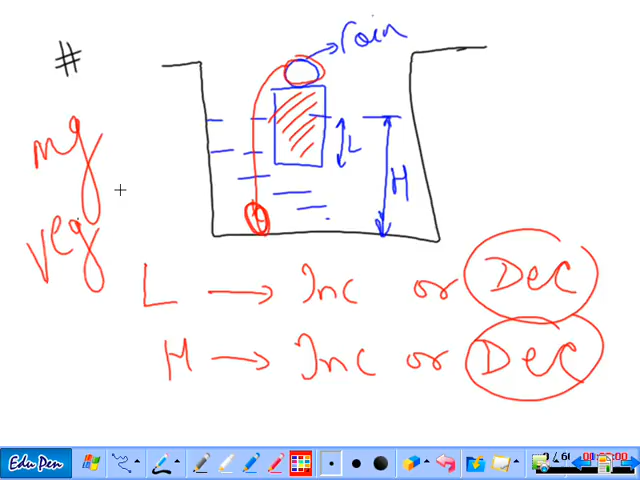 #
coin
mg
L
H
veg
L → Inc or Dec
H → Inc or Dec
Edu Pen